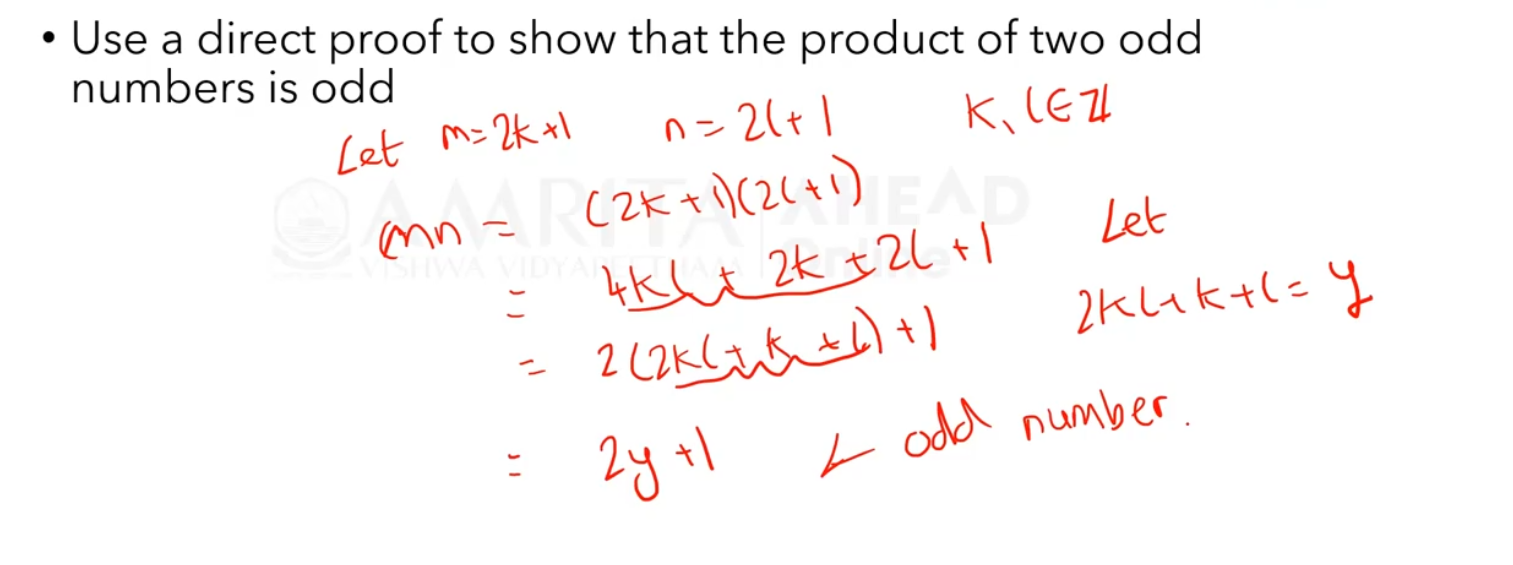 • Use a direct proof to show that the product of two odd
numbers is odd
Let m=2k+1 n=2l+1 k, l∈ℤ
mn = (2k+1)(2l+1)
= 4kl+2k+2l+1 Let
= 2(2kl+k+l)+1 2kl+k+l=y
= 2y+1 ← odd number.
AMRITA AHEAD
VISHWA VIDYAPEETHAM Online